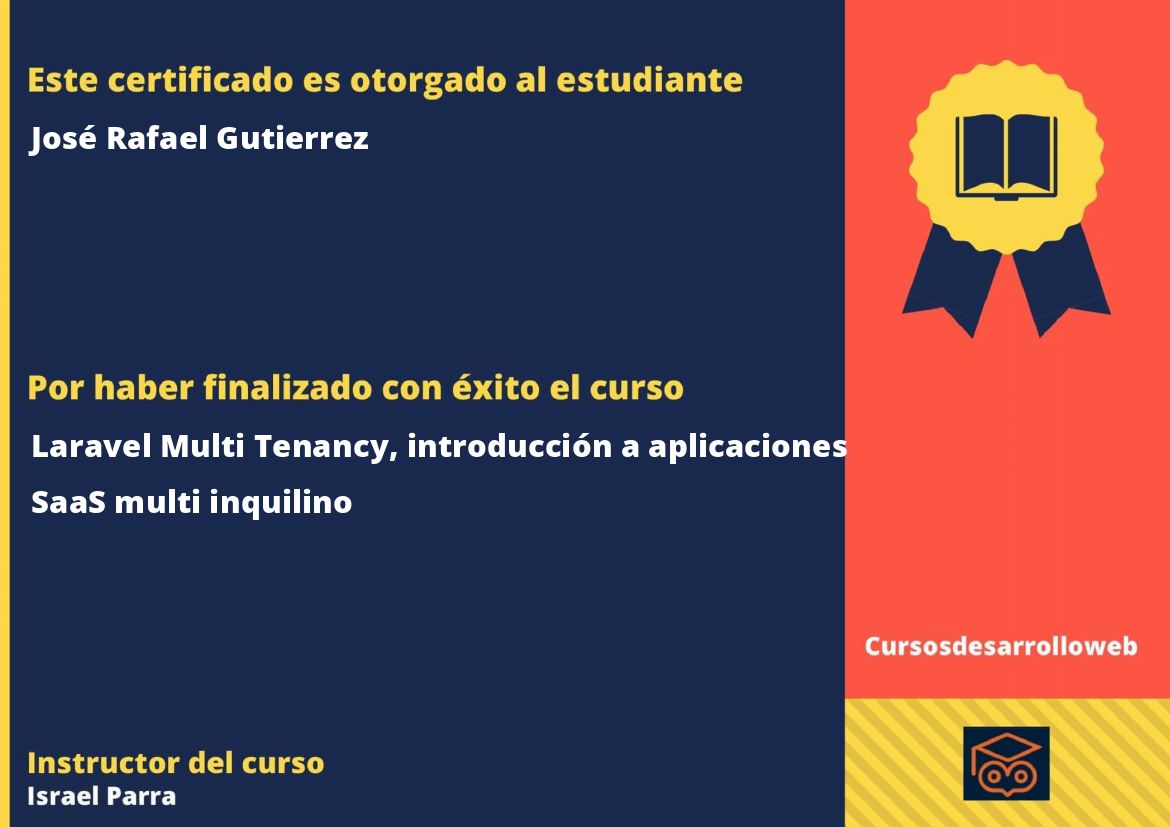 Este certificado es otorgado al estudiante
José Rafael Gutierrez
Por haber finalizado con éxito el curso
Laravel Multi Tenancy, introducción a aplicaciones
SaaS multi inquilino
Cursosdesarrolloweb
Instructor del curso
Israel Parra